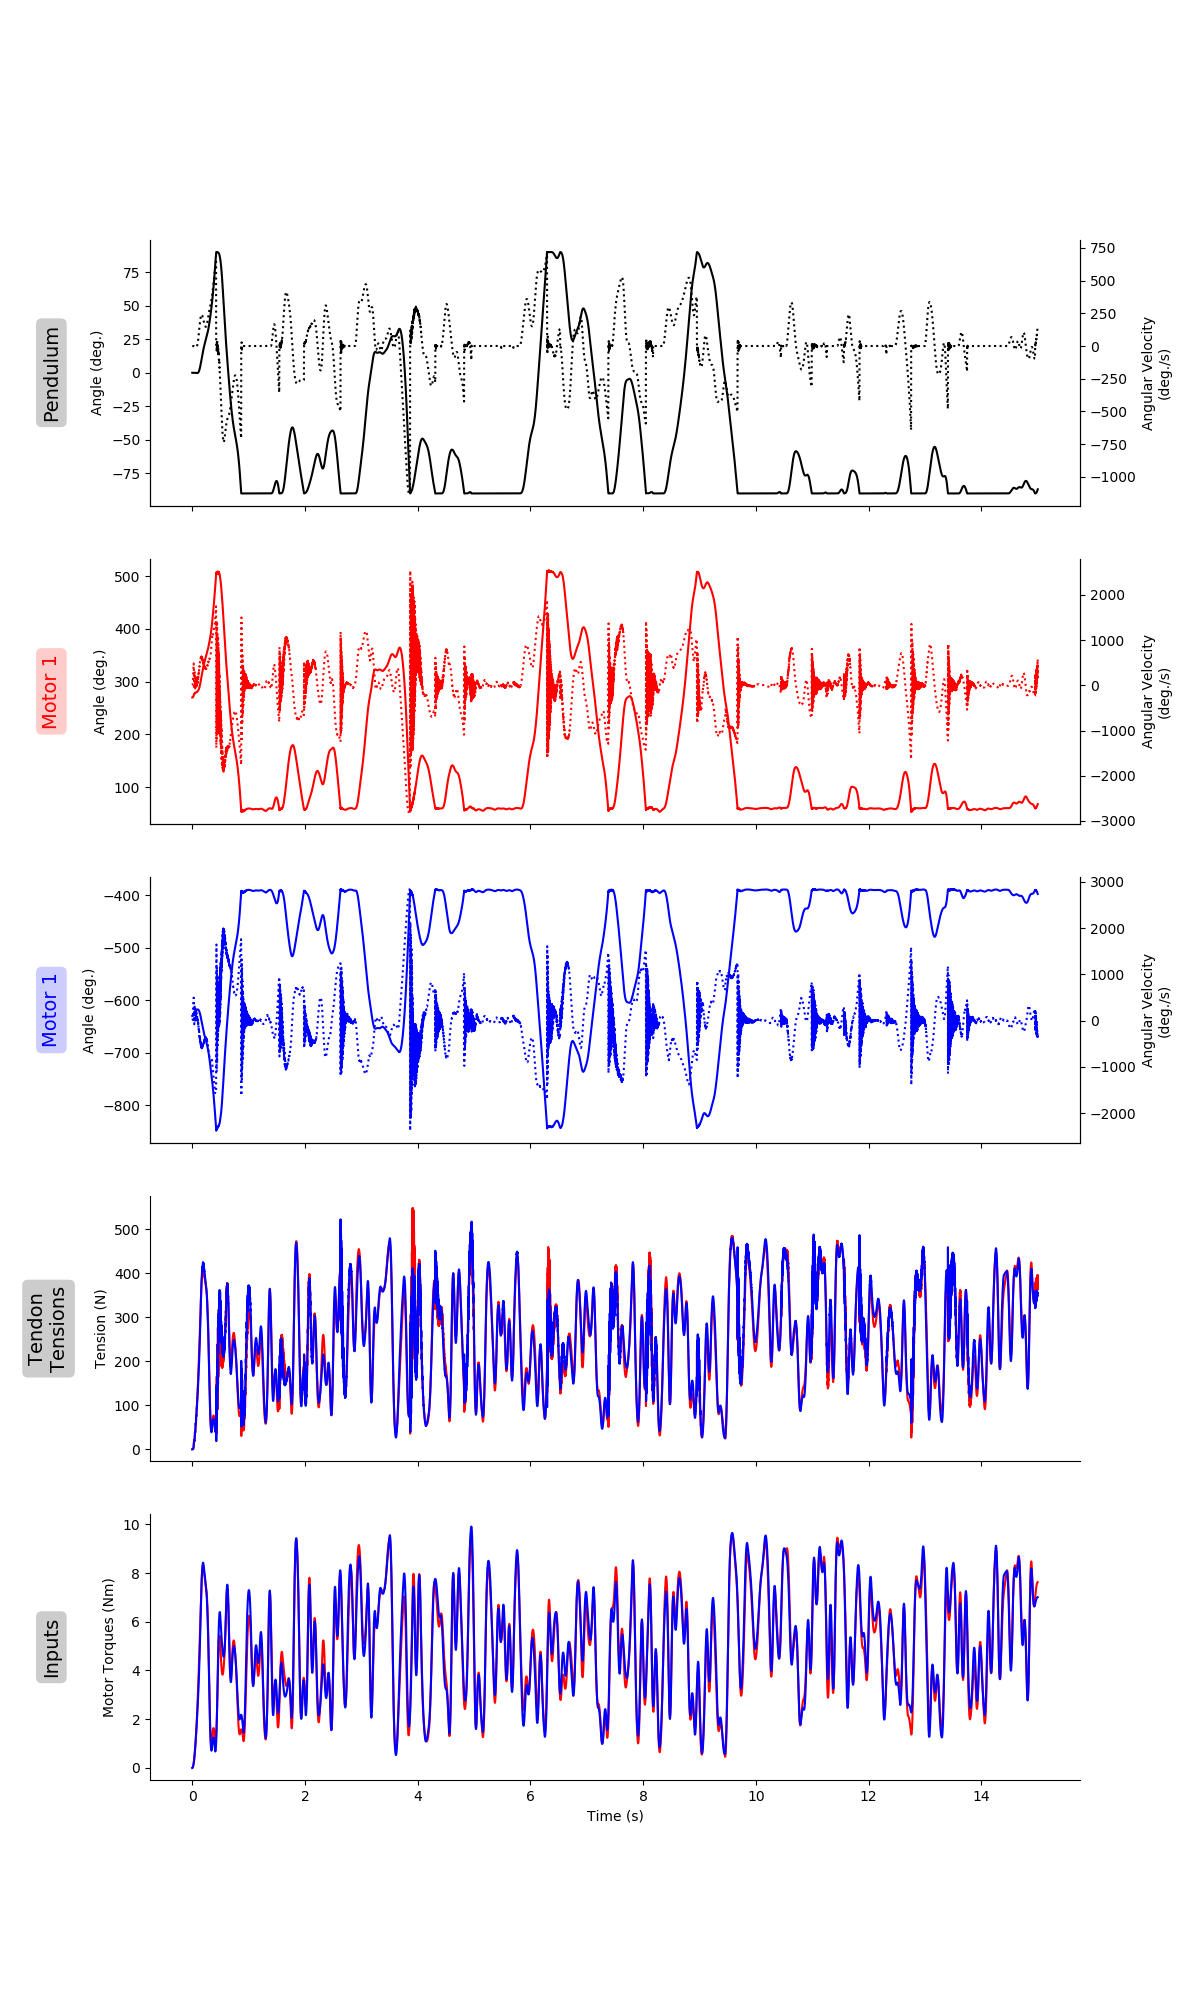 Pendulum
Angle (deg.)
75
50
25
0
−25
−50
−75
750
500
250
0
−250
−500
−750
−1000
Angular Velocity
(deg./s)
Motor 1
Angle (deg.)
500
400
300
200
100
2000
1000
0
−1000
−2000
−3000
Angular Velocity
(deg./s)
Motor 1
Angle (deg.)
−400
−500
−600
−700
−800
3000
2000
1000
0
−1000
−2000
Angular Velocity
(deg./s)
Tendon
Tensions
Tension (N)
500
400
300
200
100
0
Inputs
Motor Torques (Nm)
10
8
6
4
2
0
0 2 4 6 8 10 12 14
Time (s)